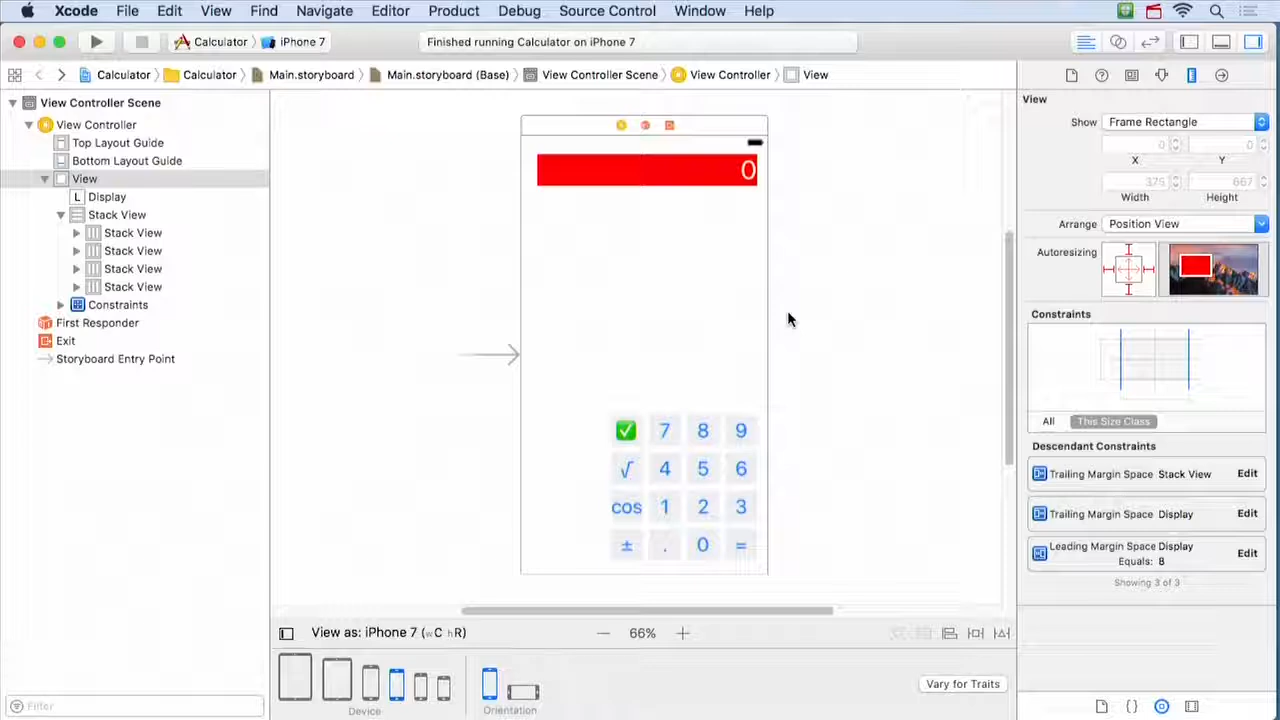 Xcode File Edit View Find Navigate Editor Product Debug Source Control Window Help
Calculator iPhone 7 Finished running Calculator on iPhone 7
Calculator Calculator Main.storyboard Main.storyboard (Base) View Controller Scene View Controller View
View Controller Scene
View Controller
Top Layout Guide
Bottom Layout Guide
View
L Display
Stack View
Stack View
Stack View
Stack View
Stack View
Constraints
First Responder
Exit
Storyboard Entry Point
Filter
0
✅ 7 8 9
√ 4 5 6
cos 1 2 3
± . 0 =
View as: iPhone 7 (wC hR) — 66% +
Device Orientation
Vary for Traits
View
Show Frame Rectangle
0 0
X Y
375 667
Width Height
Arrange Position View
Autoresizing
Constraints
All This Size Class
Descendant Constraints
Trailing Margin Space Stack View Edit
Trailing Margin Space Display Edit
Leading Margin Space Display Edit
Equals: 8
Showing 3 of 3